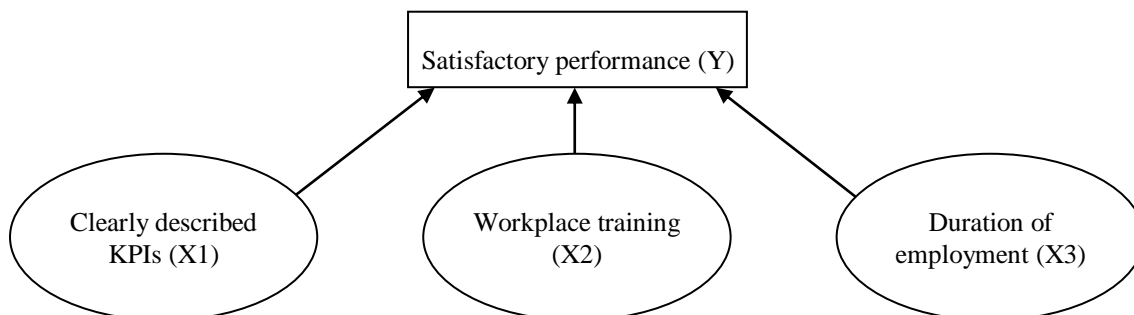 Satisfactory performance (Y)
Clearly described
KPIs (X1)
Workplace training
(X2)
Duration of
employment (X3)